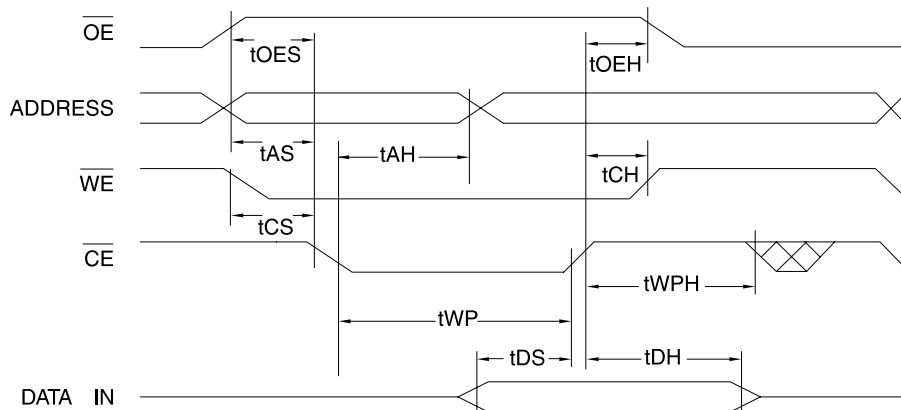 OE
tOES
tOEH
ADDRESS
tAS
tAH
WE
tCH
tCS
CE
tWPH
tWP
tDS
tDH
DATA IN